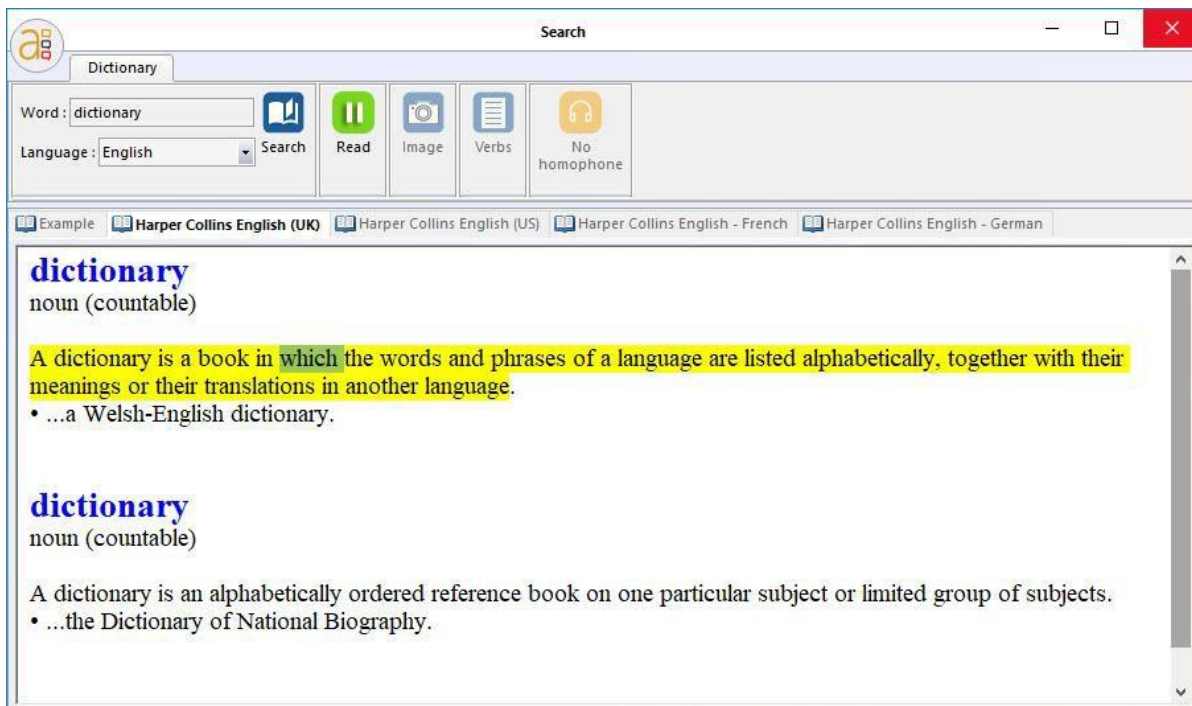 Search
Dictionary
Word : dictionary
Language : English
Search
Read
Image
Verbs
No
homophone
Example Harper Collins English (UK) Harper Collins English (US) Harper Collins English - French Harper Collins English - German
dictionary
noun (countable)
A dictionary is a book in which the words and phrases of a language are listed alphabetically, together with their
meanings or their translations in another language.
• ...a Welsh-English dictionary.
dictionary
noun (countable)
A dictionary is an alphabetically ordered reference book on one particular subject or limited group of subjects.
• ...the Dictionary of National Biography.